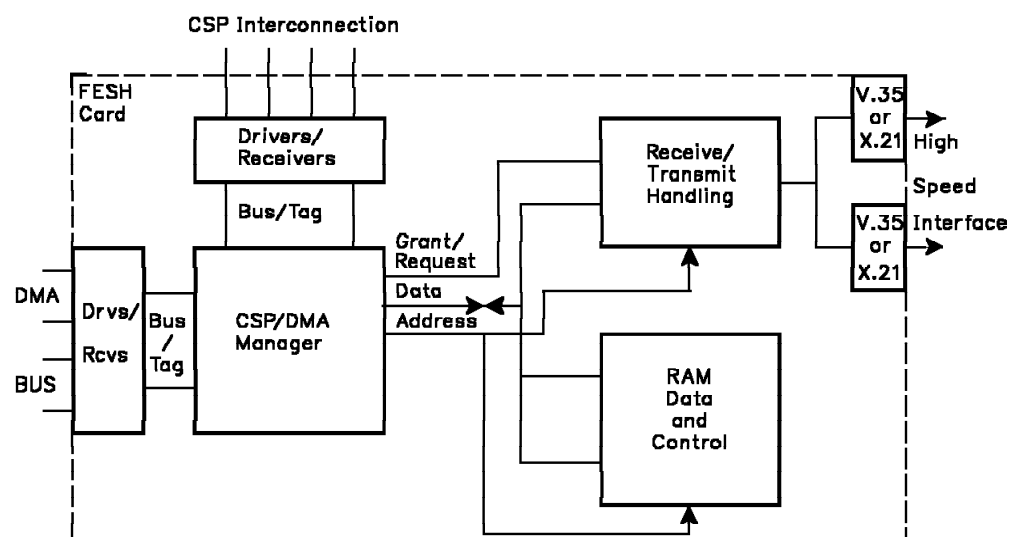 CSP Interconnection
FESH
Card
Drivers/
Receivers
Bus/Tag
DMA
BUS
Drvs/
Rcvs
Bus
/
Tag
CSP/DMA
Manager
Grant/
Request
Data
Address
Receive/
Transmit
Handling
RAM
Data
and
Control
V.35
or
X.21
High
Speed
Interface
V.35
or
X.21